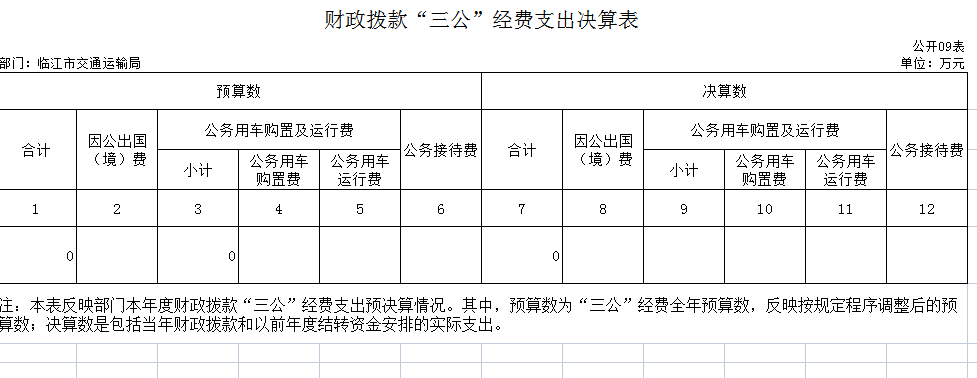 财政拨款“三公”经费支出决算表
公开09表
部门：临江市交通运输局
单位：万元
预算数
决算数
合计
因公出国
（境）费
公务用车购置及运行费
公务接待费
小计
公务用车
购置费
公务用车
运行费
合计
因公出国
（境）费
公务用车购置及运行费
公务接待费
小计
公务用车
购置费
公务用车
运行费
1 2 3 4 5 6 7 8 9 10 11 12
0 0 0
注：本表反映部门本年度财政拨款“三公”经费支出预决算情况。其中，预算数为“三公”经费全年预算数，反映按规定程序调整后的预
算数；决算数是包括当年财政拨款和以前年度结转资金安排的实际支出。